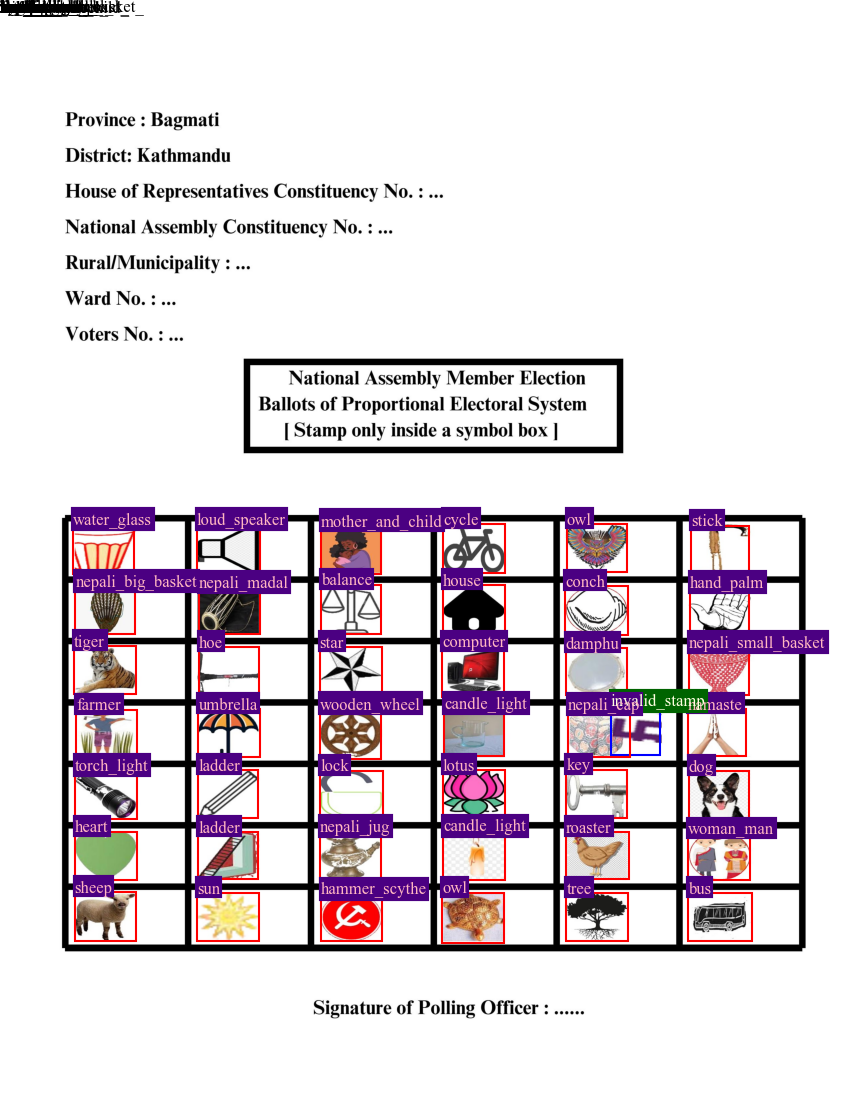 Province : Bagmati
District: Kathmandu
House of Representatives Constituency No. : ...
National Assembly Constituency No. : ...
Rural/Municipality : ...
Ward No. : ...
Voters No. : ...
National Assembly Member Election
Ballots of Proportional Electoral System
[ Stamp only inside a symbol box ]
water_glass loud_speaker mother_and_child cycle owl stick
nepali_big_basket nepali_madal balance house conch hand_palm
tiger hoe star computer damphu nepali_small_basket
farmer umbrella wooden_wheel candle_light nepali_cap invalid_stamp namaste
torch_light ladder lock lotus key dog
heart ladder nepali_jug candle_light roaster woman_man
sheep sun hammer_scythe owl tree bus
Signature of Polling Officer : ......